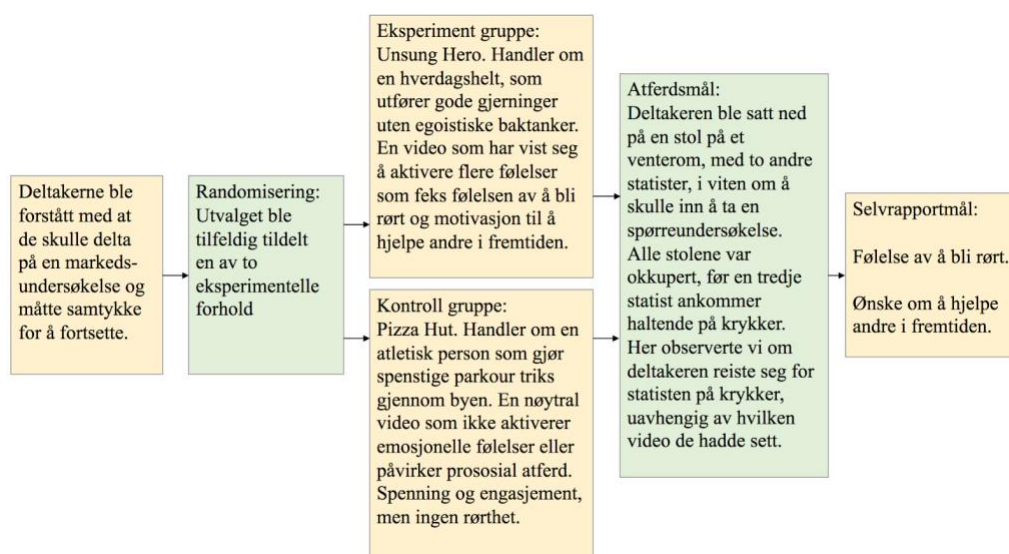 Deltakerne ble
forstått med at
de skulle delta
på en markeds-
undersøkelse og
måtte samtykke
for å fortsette.
Randomisering:
Utvalget ble
tilfeldig tildelt
en av to
eksperimentelle
forhold
Eksperiment gruppe:
Unsung Hero. Handler om
en hverdagshelt, som
utfører gode gjerninger
uten egoistiske baktanker.
En video som har vist seg
å aktivere flere følelser
som feks følelsen av å bli
rørt og motivasjon til å
hjelpe andre i fremtiden.
Kontroll gruppe:
Pizza Hut. Handler om en
atletisk person som gjør
spenstige parkour triks
gjennom byen. En nøytral
video som ikke aktiverer
emosjonelle følelser eller
påvirker prososial atferd.
Spenning og engasjement,
men ingen rørthet.
Atferdsmål:
Deltakeren ble satt ned
på en stol på et
venterom, med to andre
statister, i viten om å
skulle inn å ta en
spørreundersøkelse.
Alle stolene var
okkupert, før en tredje
statist ankommer
haltende på krykker.
Her observerte vi om
deltakeren reiste seg for
statisten på krykker,
uavhengig av hvilken
video de hadde sett.
Selvrapportmål:
Følelse av å bli rørt.
Ønske om å hjelpe
andre i fremtiden.